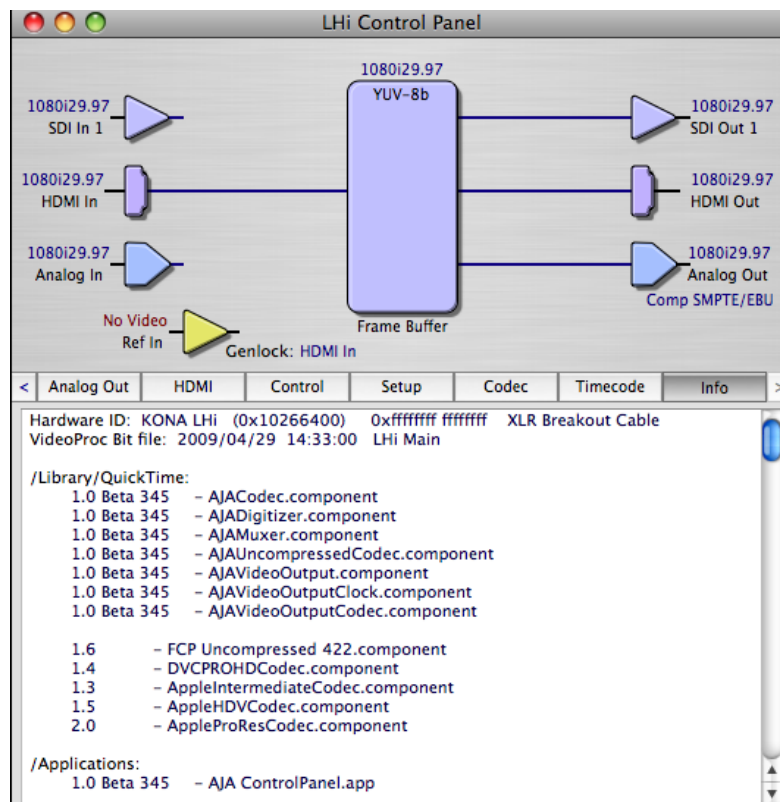 LHi Control Panel
1080i29.97
YUV-8b
1080i29.97
SDI In 1
1080i29.97
SDI Out 1
1080i29.97
HDMI In
1080i29.97
HDMI Out
1080i29.97
Analog In
1080i29.97
Analog Out
Comp SMPTE/EBU
No Video
Ref In
Genlock: HDMI In
Frame Buffer
< Analog Out HDMI Control Setup Codec Timecode Info >
Hardware ID: KONA LHi (0x10266400) 0xffffffff ffffffff XLR Breakout Cable
VideoProc Bit file: 2009/04/29 14:33:00 LHi Main
/Library/QuickTime:
1.0 Beta 345 - AJACodec.component
1.0 Beta 345 - AJADigitizer.component
1.0 Beta 345 - AJAMuxer.component
1.0 Beta 345 - AJAUncompressedCodec.component
1.0 Beta 345 - AJAVideoOutput.component
1.0 Beta 345 - AJAVideoOutputClock.component
1.0 Beta 345 - AJAVideoOutputCodec.component
1.6 - FCP Uncompressed 422.component
1.4 - DVCPROHDCodec.component
1.3 - AppleIntermediateCodec.component
1.5 - AppleHDVCodec.component
2.0 - AppleProResCodec.component
/Applications:
1.0 Beta 345 - AJA ControlPanel.app